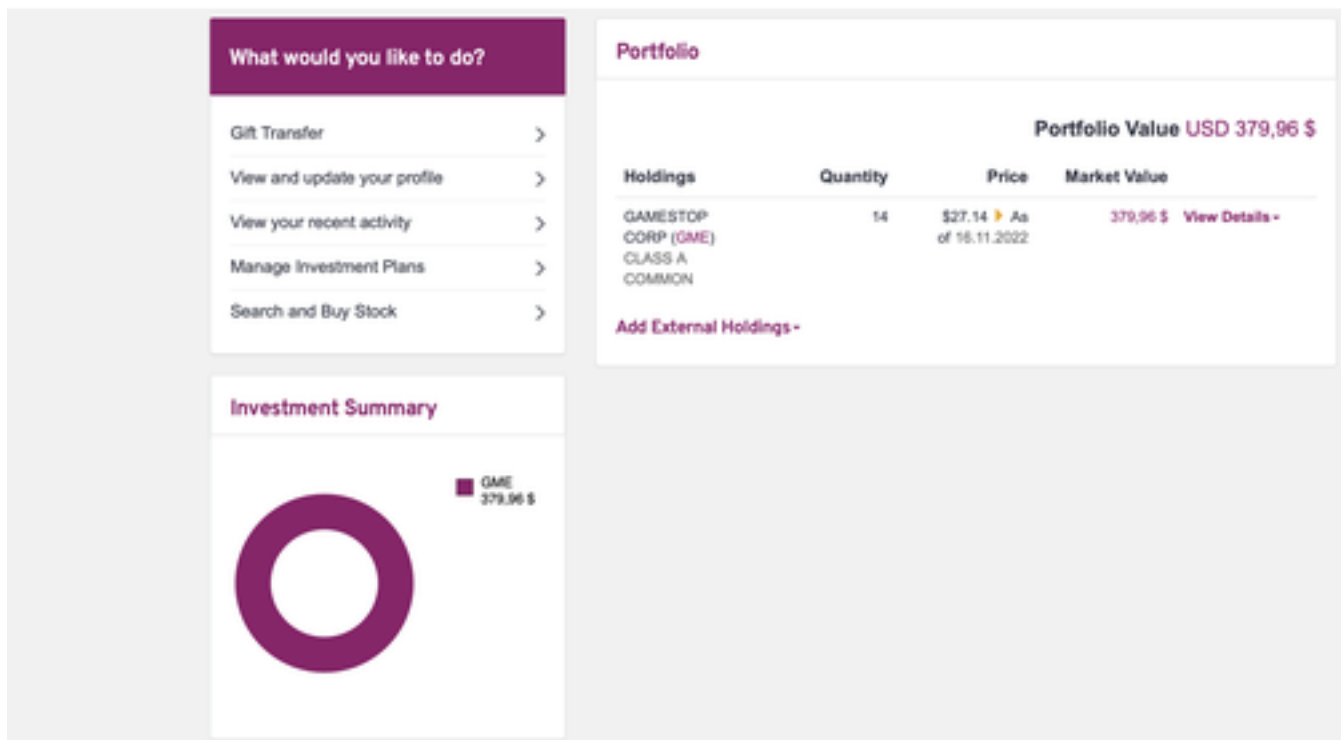 What would you like to do?
Gift Transfer
View and update your profile
View your recent activity
Manage Investment Plans
Search and Buy Stock
Investment Summary
GME
379,96 $
Portfolio
Portfolio Value USD 379,96 $
Holdings Quantity Price Market Value
GAMESTOP 14 $27.14 As 379,96 $ View Details
CORP (GME) of 16.11.2022
CLASS A
COMMON
Add External Holdings